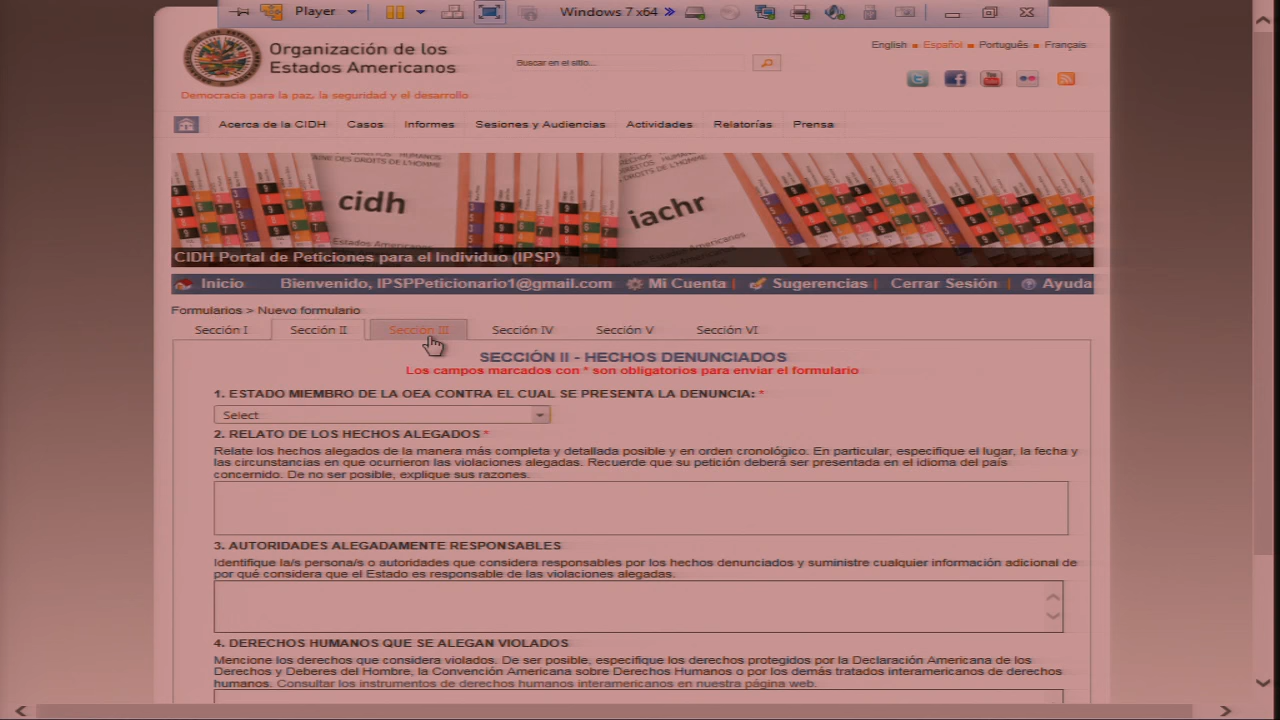 Player
Windows 7 x64
Organización de los
Estados Americanos
Democracia para la paz, la seguridad y el desarrollo
Buscar en el sitio...
English Español Português Français
Acerca de la CIDH Casos Informes Sesiones y Audiencias Actividades Relatorías Prensa
cidh
iachr
CIDH Portal de Peticiones para el Individuo (IPSP)
Inicio Bienvenido, IPSPPeticionario1@gmail.com Mi Cuenta | Sugerencias | Cerrar Sesión | Ayuda
Formularios > Nuevo formulario
Sección I Sección II Sección III Sección IV Sección V Sección VI
SECCIÓN II - HECHOS DENUNCIADOS
Los campos marcados con * son obligatorios para enviar el formulario
1. ESTADO MIEMBRO DE LA OEA CONTRA EL CUAL SE PRESENTA LA DENUNCIA: *
Select
2. RELATO DE LOS HECHOS ALEGADOS *
Relate los hechos alegados de la manera más completa y detallada posible y en orden cronológico. En particular, especifique el lugar, la fecha y
las circunstancias en que ocurrieron las violaciones alegadas. Recuerde que su petición deberá ser presentada en el idioma del país
concernido. De no ser posible, explique sus razones.
3. AUTORIDADES ALEGADAMENTE RESPONSABLES
Identifique la/s persona/s o autoridades que considera responsables por los hechos denunciados y suministre cualquier información adicional de
por qué considera que el Estado es responsable de las violaciones alegadas.
4. DERECHOS HUMANOS QUE SE ALEGAN VIOLADOS
Mencione los derechos que considera violados. De ser posible, especifique los derechos protegidos por la Declaración Americana de los
Derechos y Deberes del Hombre, la Convención Americana sobre Derechos Humanos o por los demás tratados interamericanos de derechos
humanos. Consultar los instrumentos de derechos humanos interamericanos en nuestra página web.